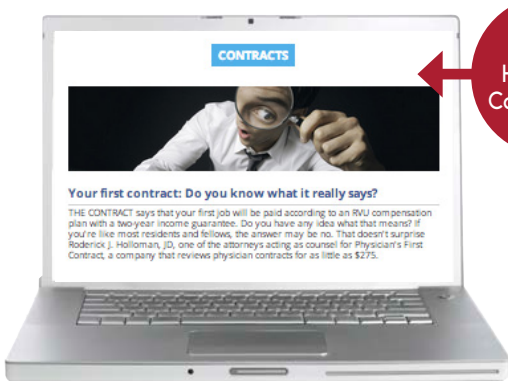 CONTRACTS
Your first contract: Do you know what it really says?
THE CONTRACT says that your first job will be paid according to an RVU compensation
plan with a two-year income guarantee. Do you have any idea what that means? If
you're like most residents and fellows, the answer may be no. That doesn't surprise
Roderick J. Holloman, JD, one of the attorneys acting as counsel for Physician's First
Contract, a company that reviews physician contracts for as little as $275.